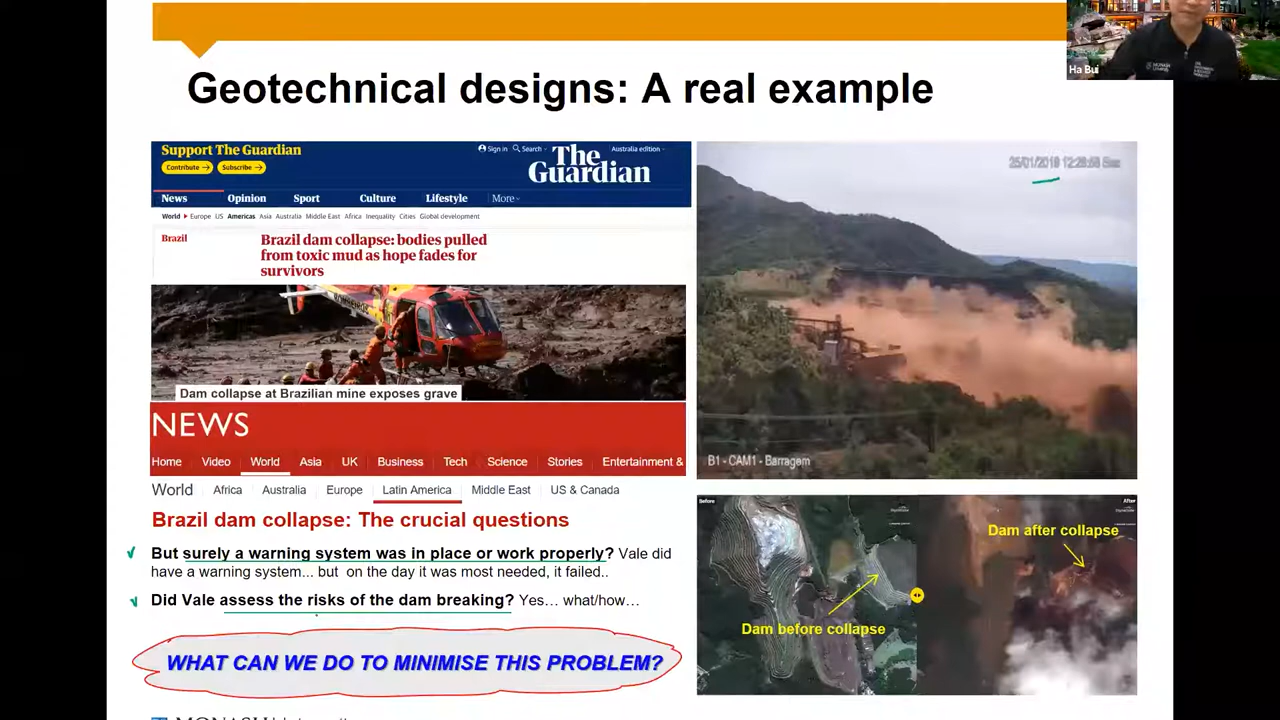 Ha Bui
Geotechnical designs: A real example
Support The Guardian
Contribute →
Subscribe →
Sign in
Search
Australia edition
The
Guardian
News Opinion Sport Culture Lifestyle More
World Europe US Americas Asia Australia Middle East Africa Inequality Cities Global development
Brazil
Brazil dam collapse: bodies pulled
from toxic mud as hope fades for
survivors
Dam collapse at Brazilian mine exposes grave
NEWS
Home Video World Asia UK Business Tech Science Stories Entertainment &
World Africa Australia Europe Latin America Middle East US & Canada
Brazil dam collapse: The crucial questions
But surely a warning system was in place or work properly? Vale did
have a warning system... but on the day it was most needed, it failed..
Did Vale assess the risks of the dam breaking? Yes... what/how...
WHAT CAN WE DO TO MINIMISE THIS PROBLEM?
B1 - CAM1 - Barragem
Before
After
Dam after collapse
Dam before collapse